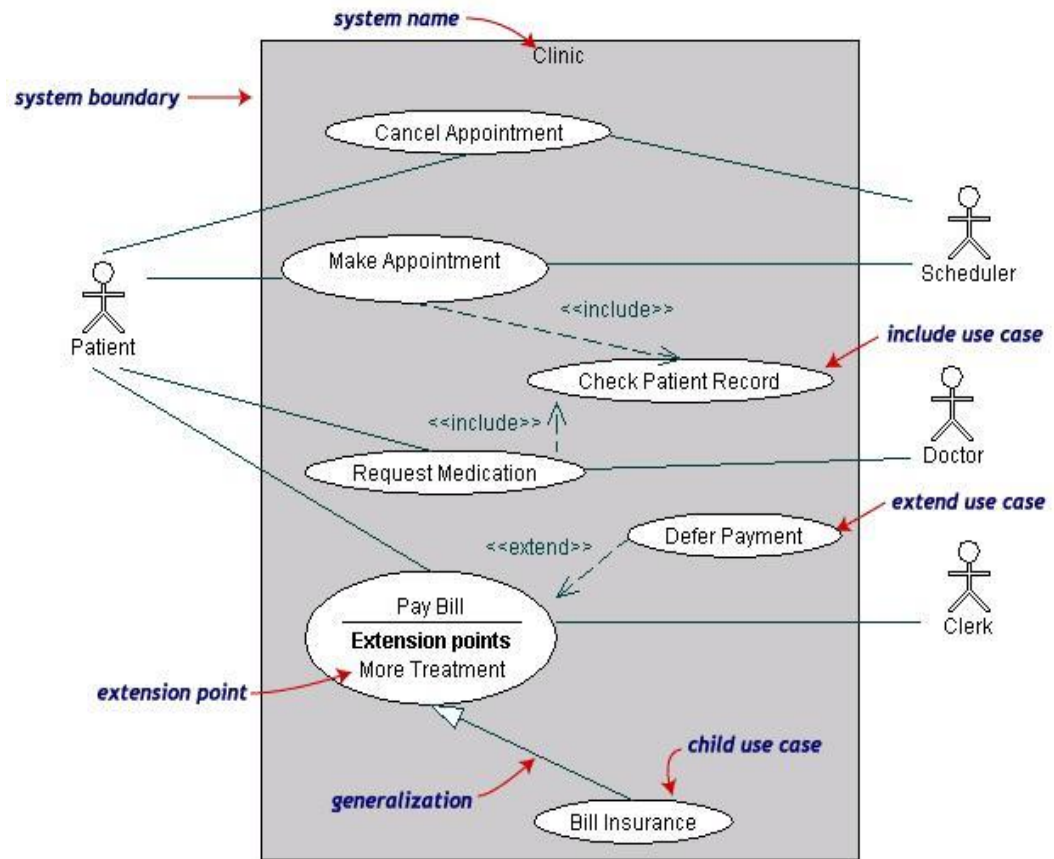 system name
Clinic
system boundary
Cancel Appointment
Make Appointment
Scheduler
<<include>>
Patient
include use case
Check Patient Record
<<include>>
Doctor
Request Medication
extend use case
Defer Payment
<<extend>>
Pay Bill
Clerk
Extension points
More Treatment
extension point
child use case
generalization
Bill Insurance